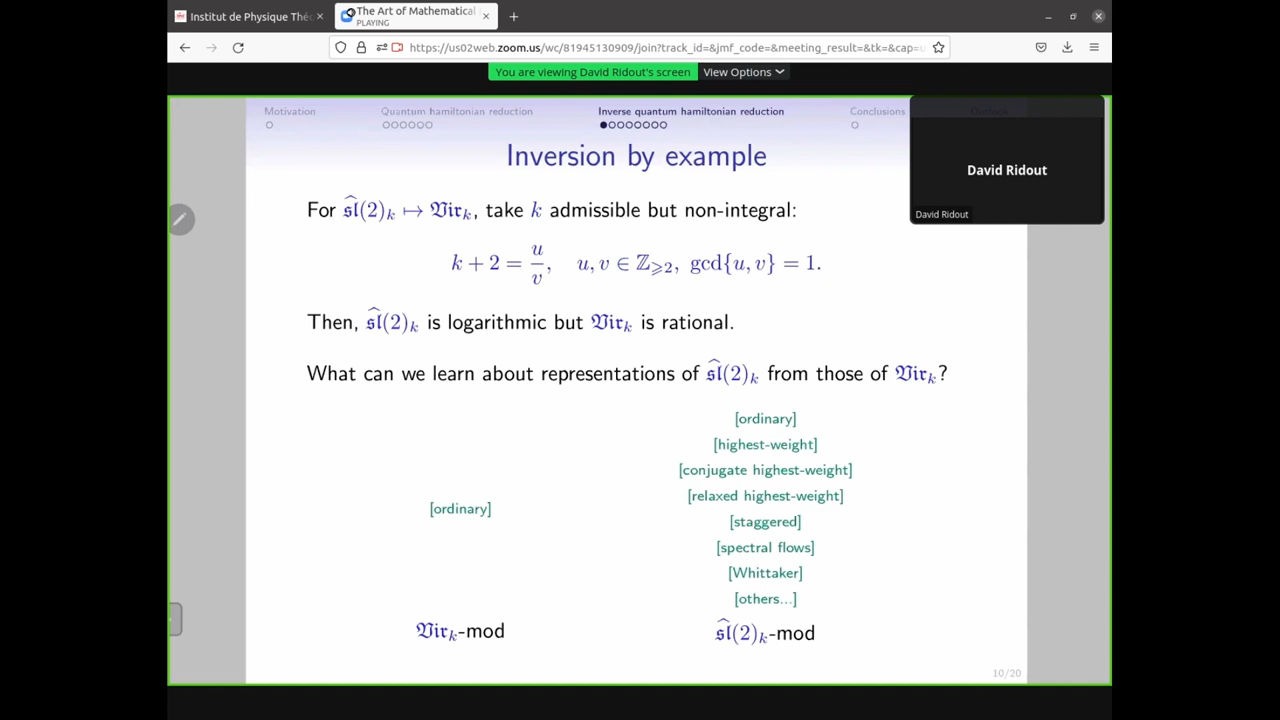 Institut de Physique Théo
The Art of Mathematical
PLAYING
https://us02web.zoom.us/wc/81945130909/join?track_id=&jmf_code=&meeting_result=&tk=&cap=u
You are viewing David Ridout's screen View Options
Motivation Quantum hamiltonian reduction Inverse quantum hamiltonian reduction Conclusions
David Ridout
David Ridout
Inversion by example
For $\widehat{\mathfrak{sl}}(2)_k \mapsto \mathfrak{Vir}_k$, take $k$ admissible but non-integral:
$k + 2 = \frac{u}{v}, \quad u, v \in \mathbb{Z}_{\geqslant 2}, \ \gcd\{u, v\} = 1.$
Then, $\widehat{\mathfrak{sl}}(2)_k$ is logarithmic but $\mathfrak{Vir}_k$ is rational.
What can we learn about representations of $\widehat{\mathfrak{sl}}(2)_k$ from those of $\mathfrak{Vir}_k$?
[ordinary]
[ordinary]
[highest-weight]
[conjugate highest-weight]
[relaxed highest-weight]
[staggered]
[spectral flows]
[Whittaker]
[others...]
$\mathfrak{Vir}_k$-mod
$\widehat{\mathfrak{sl}}(2)_k$-mod
10/20